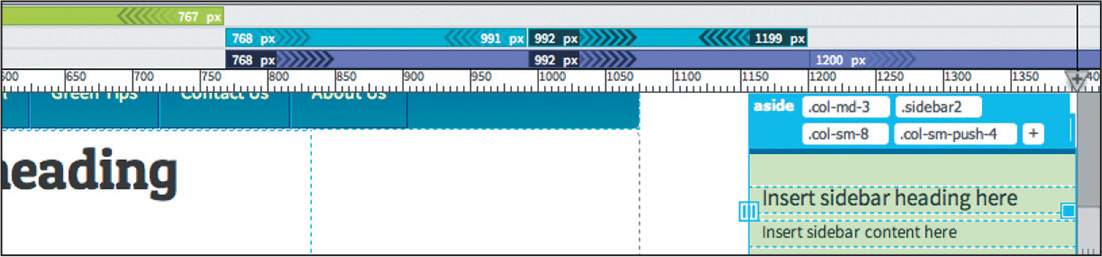 767 px
768 px 991 px 992 px 1199 px
768 px 992 px 1200 px
600 650 700 750 800 850 900 950 1000 1050 1100 1150 1200 1250 1300 1350
Green Tips Contact Us About Us
aside .col-md-3 .sidebar2
.col-sm-8 .col-sm-push-4 +
heading
Insert sidebar heading here
Insert sidebar content here